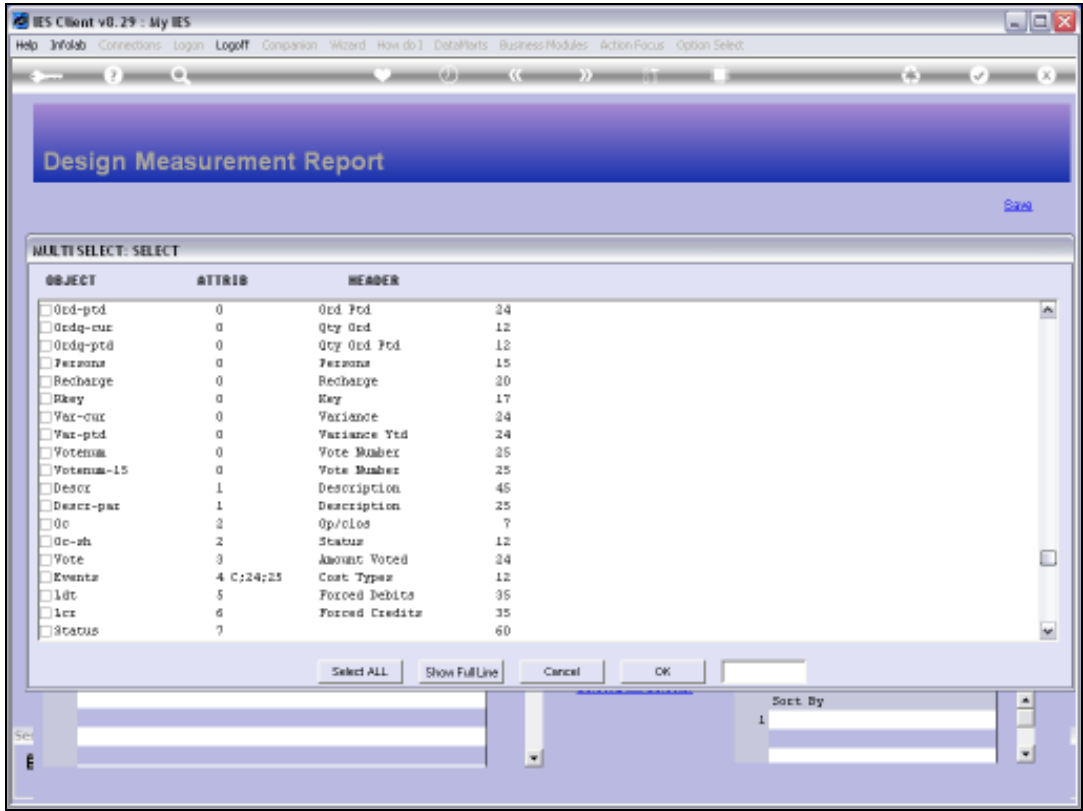 IES Client v8.29 : My IES
Help Infolab Connections Logon Logoff Companion Wizard How do I DataMarts Business Modules Action Focus Option Select
Design Measurement Report
Save
MULTI SELECT: SELECT
OBJECT ATTRIB HEADER
Ord-ptd 0 Ord Ptd 24
Ordq-cur 0 Qty Ord 12
Ordq-ptd 0 Qty Ord Ptd 12
Persons 0 Persons 15
Recharge 0 Recharge 20
Rkey 0 Key 17
Var-cur 0 Variance 24
Var-ptd 0 Variance Ytd 24
Votenum 0 Vote Number 25
Votenum-15 0 Vote Number 25
Descr 1 Description 45
Descr-par 1 Description 25
Oc 2 Op/clos 7
Oc-sh 2 Status 12
Vote 3 Amount Voted 24
Events 4 C;24;25 Cost Types 12
ldt 5 Forced Debits 35
lcr 6 Forced Credits 35
Status 7 60
Select ALL Show Full Line Cancel OK
Sort By
1